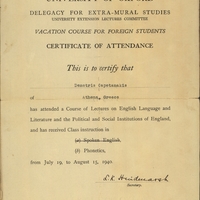 UNIVERSITY OF OXFORD
DELEGACY FOR EXTRA-MURAL STUDIES
UNIVERSITY EXTENSION LECTURES COMMITTEE
VACATION COURSE FOR FOREIGN STUDENTS
CERTIFICATE OF ATTENDANCE
This is to certify that
of Athens, Greece
has attended a Course of Lectures on English Language and
Literature and the Political and Social Institutions of England,
and has received Class instruction in
(a) Spoken English,
(b) Phonetics,
from July 19 to August 15, 1940.
Secretary.